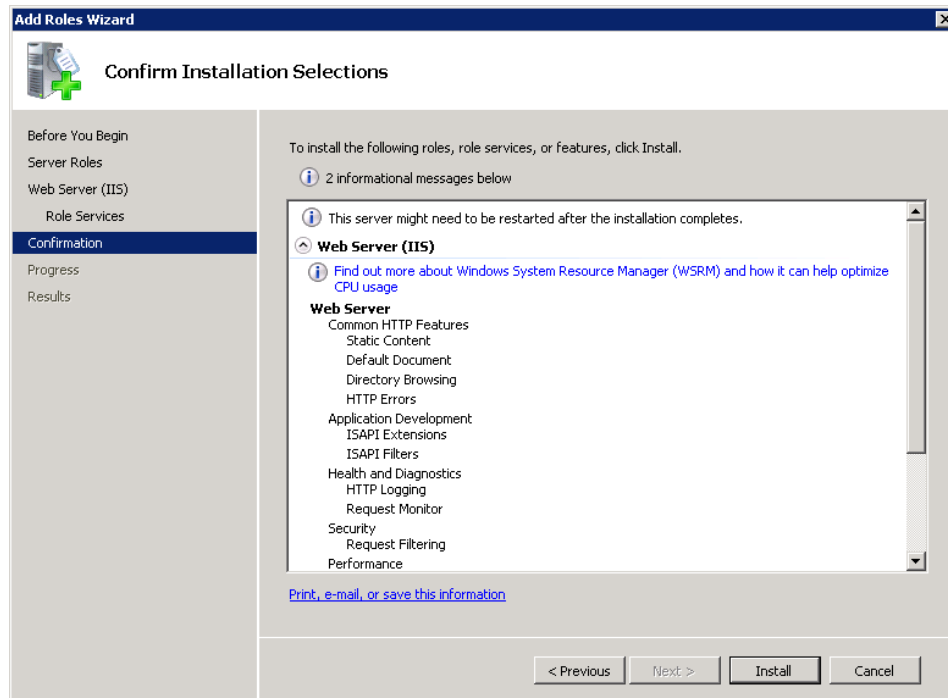 Add Roles Wizard
Confirm Installation Selections
Before You Begin
Server Roles
Web Server (IIS)
Role Services
Confirmation
Progress
Results
To install the following roles, role services, or features, click Install.
2 informational messages below
This server might need to be restarted after the installation completes.
Web Server (IIS)
Find out more about Windows System Resource Manager (WSRM) and how it can help optimize
CPU usage
Web Server
Common HTTP Features
Static Content
Default Document
Directory Browsing
HTTP Errors
Application Development
ISAPI Extensions
ISAPI Filters
Health and Diagnostics
HTTP Logging
Request Monitor
Security
Request Filtering
Performance
Print, e-mail, or save this information
< Previous
Next >
Install
Cancel